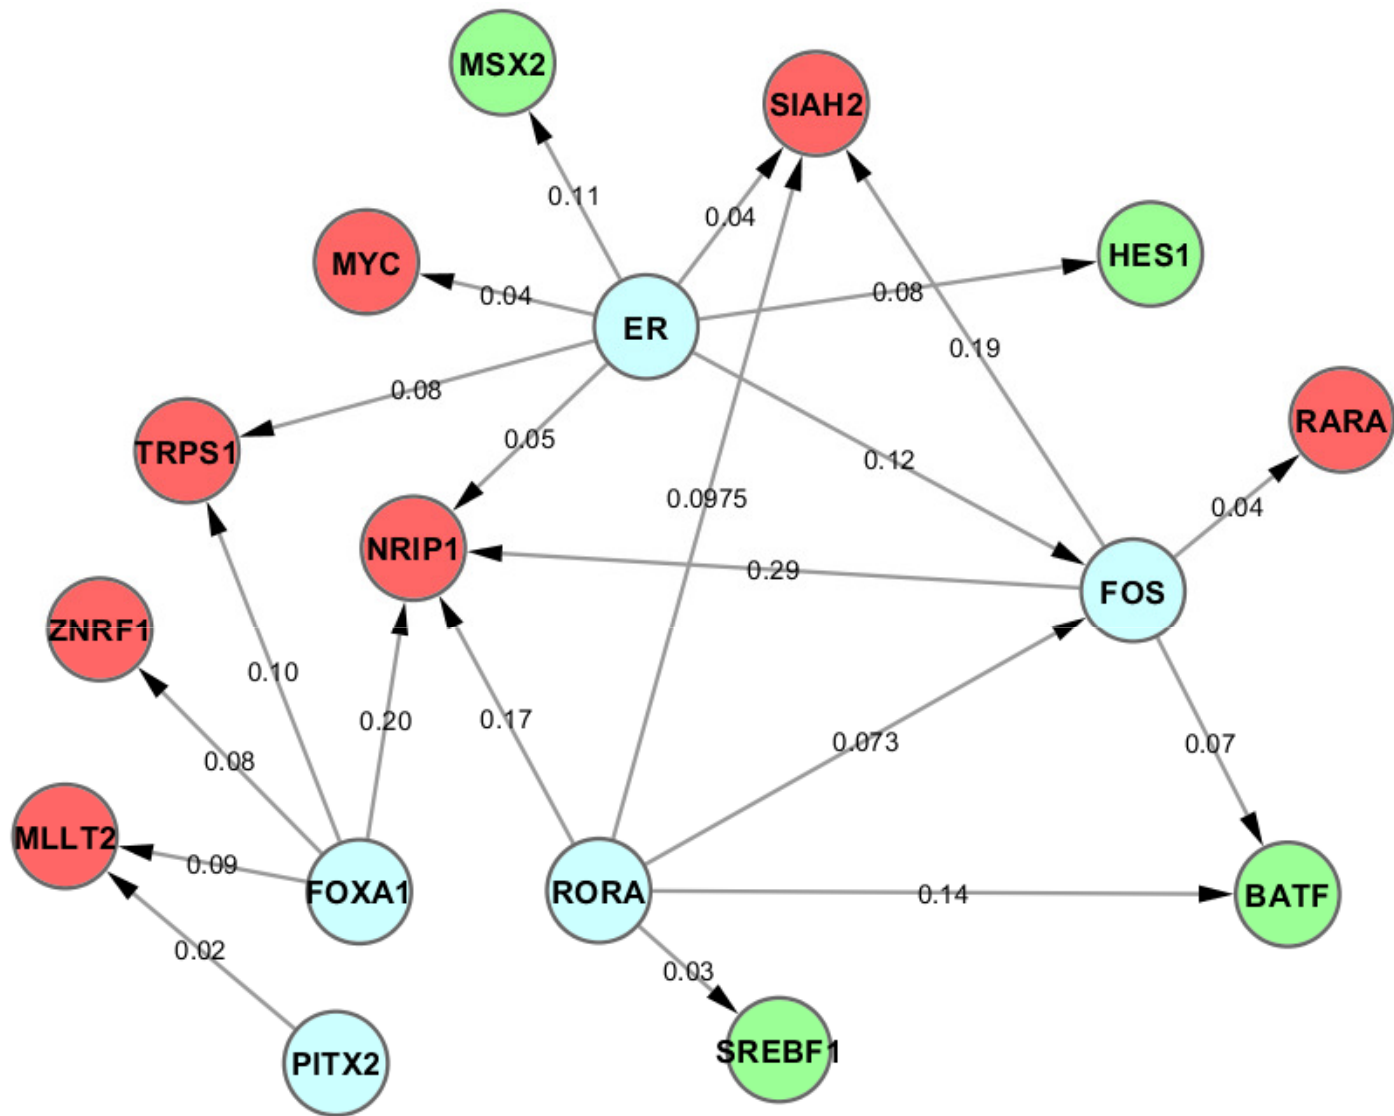 MSX2
SIAH2
0.11
0.04
HES1
MYC
0.04
0.08
ER
0.19
0.08
RARA
0.05
TRPS1
0.12
0.0975
0.04
NRIP1
0.29
FOS
ZNRF1
0.10
0.20
0.17
0.073
0.07
0.08
MLLT2
0.09
FOXA1
RORA
0.14
BATF
0.02
0.03
SREBF1
PITX2